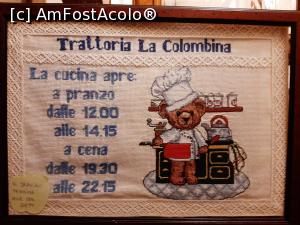 [c] AmFostAcolo®
Trattoria La Colombina
La cucina apre:
a pranzo
dalle 12.00
alle 14.15
a cena
dalle 19.30
alle 22.15